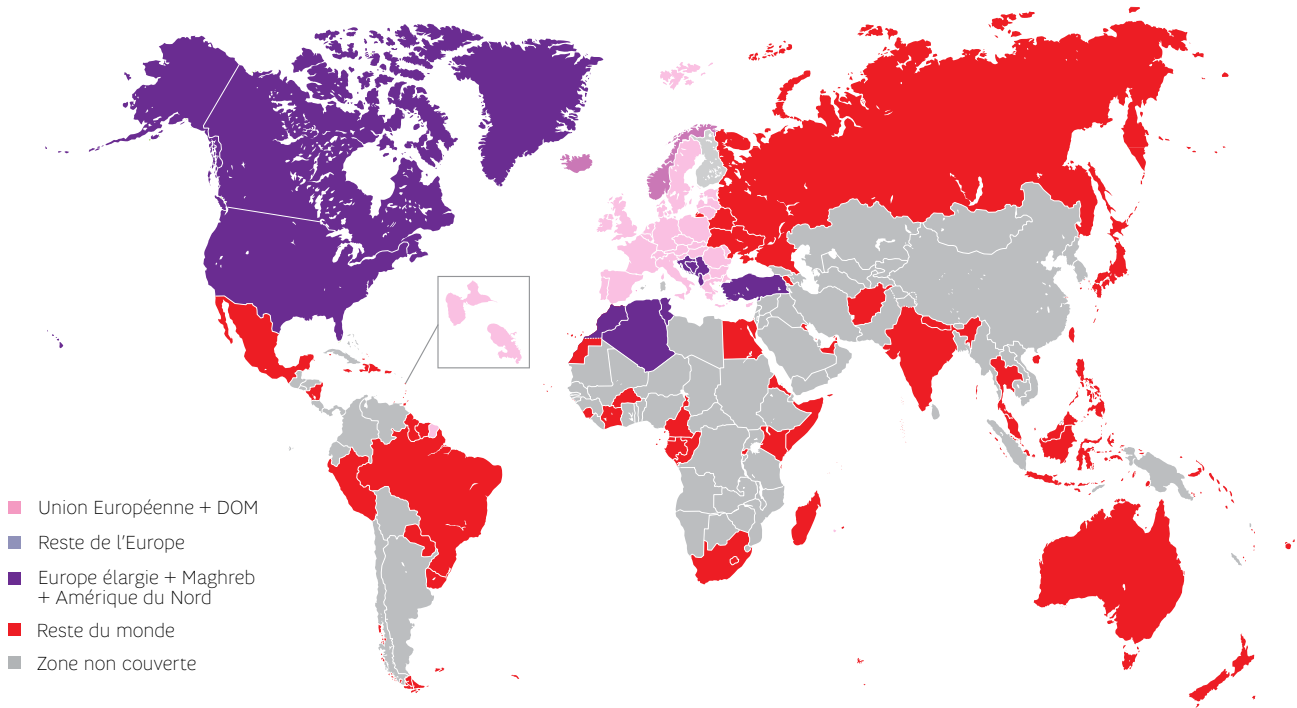 Union Européenne + DOM
Reste de l'Europe
Europe élargie + Maghreb
+ Amérique du Nord
Reste du monde
Zone non couverte